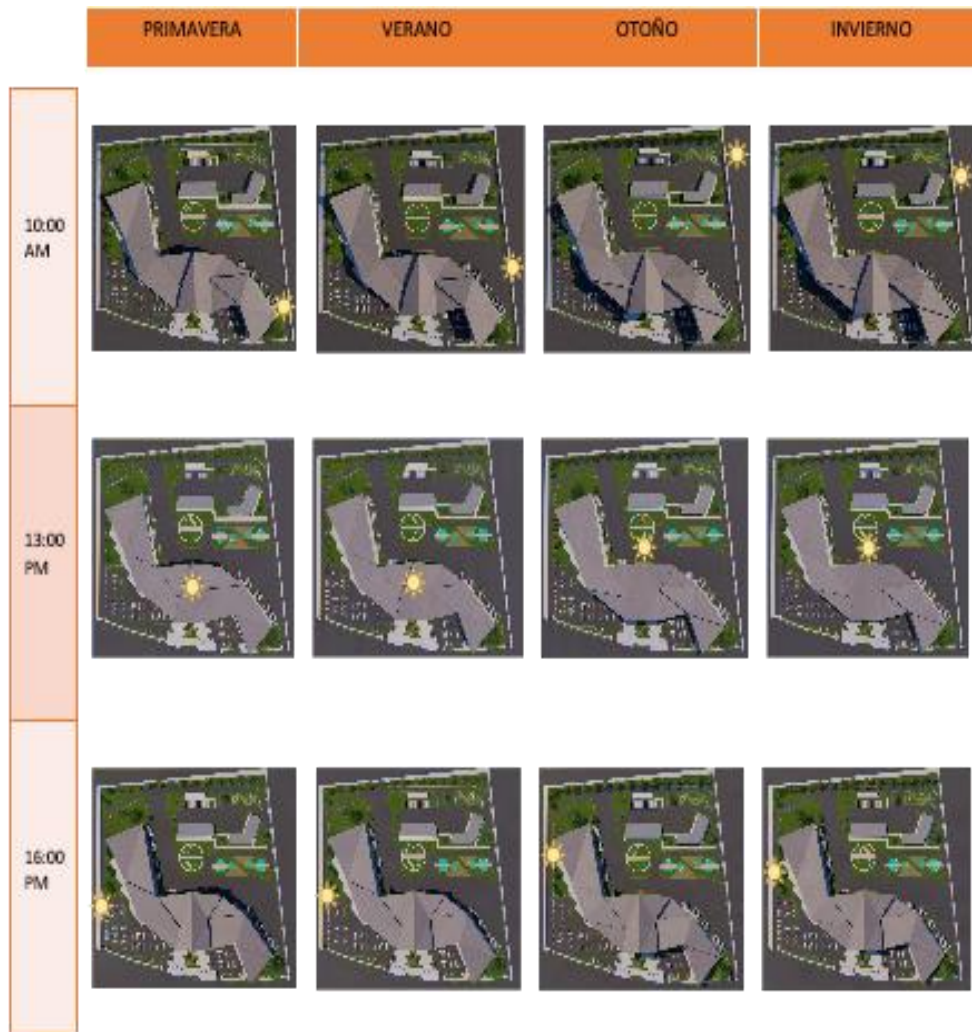 PRIMAVERA VERANO OTOÑO INVIERNO
10:00
AM
13:00
PM
16:00
PM